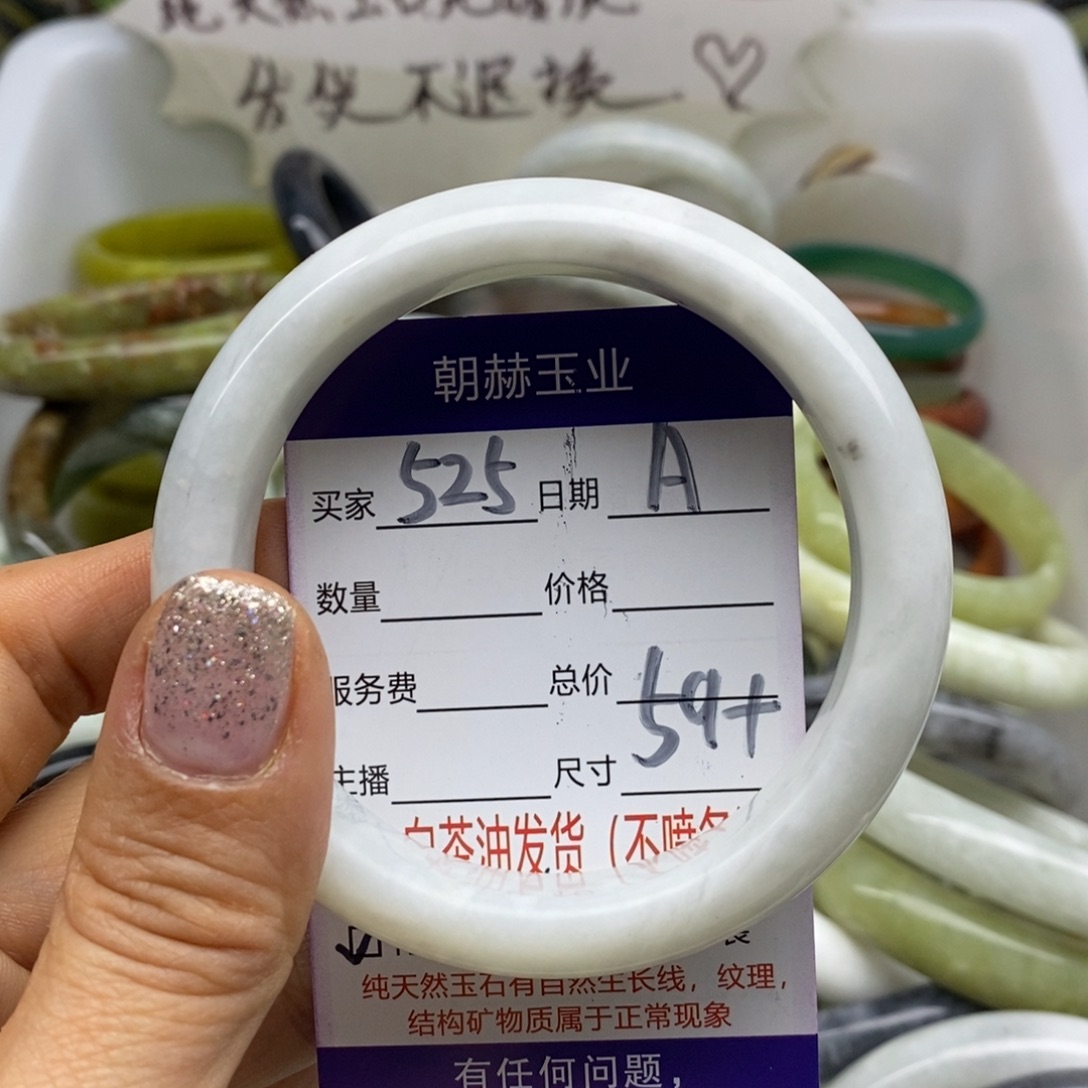 售出不退换
朝赫玉业
买家 525 日期 A
数量 价格
服务费 总价 59+
主播 尺寸
白茶油发货（不喷
纯天然玉石有自然生长线，纹理，
结构矿物质属于正常现象
有任何问题，